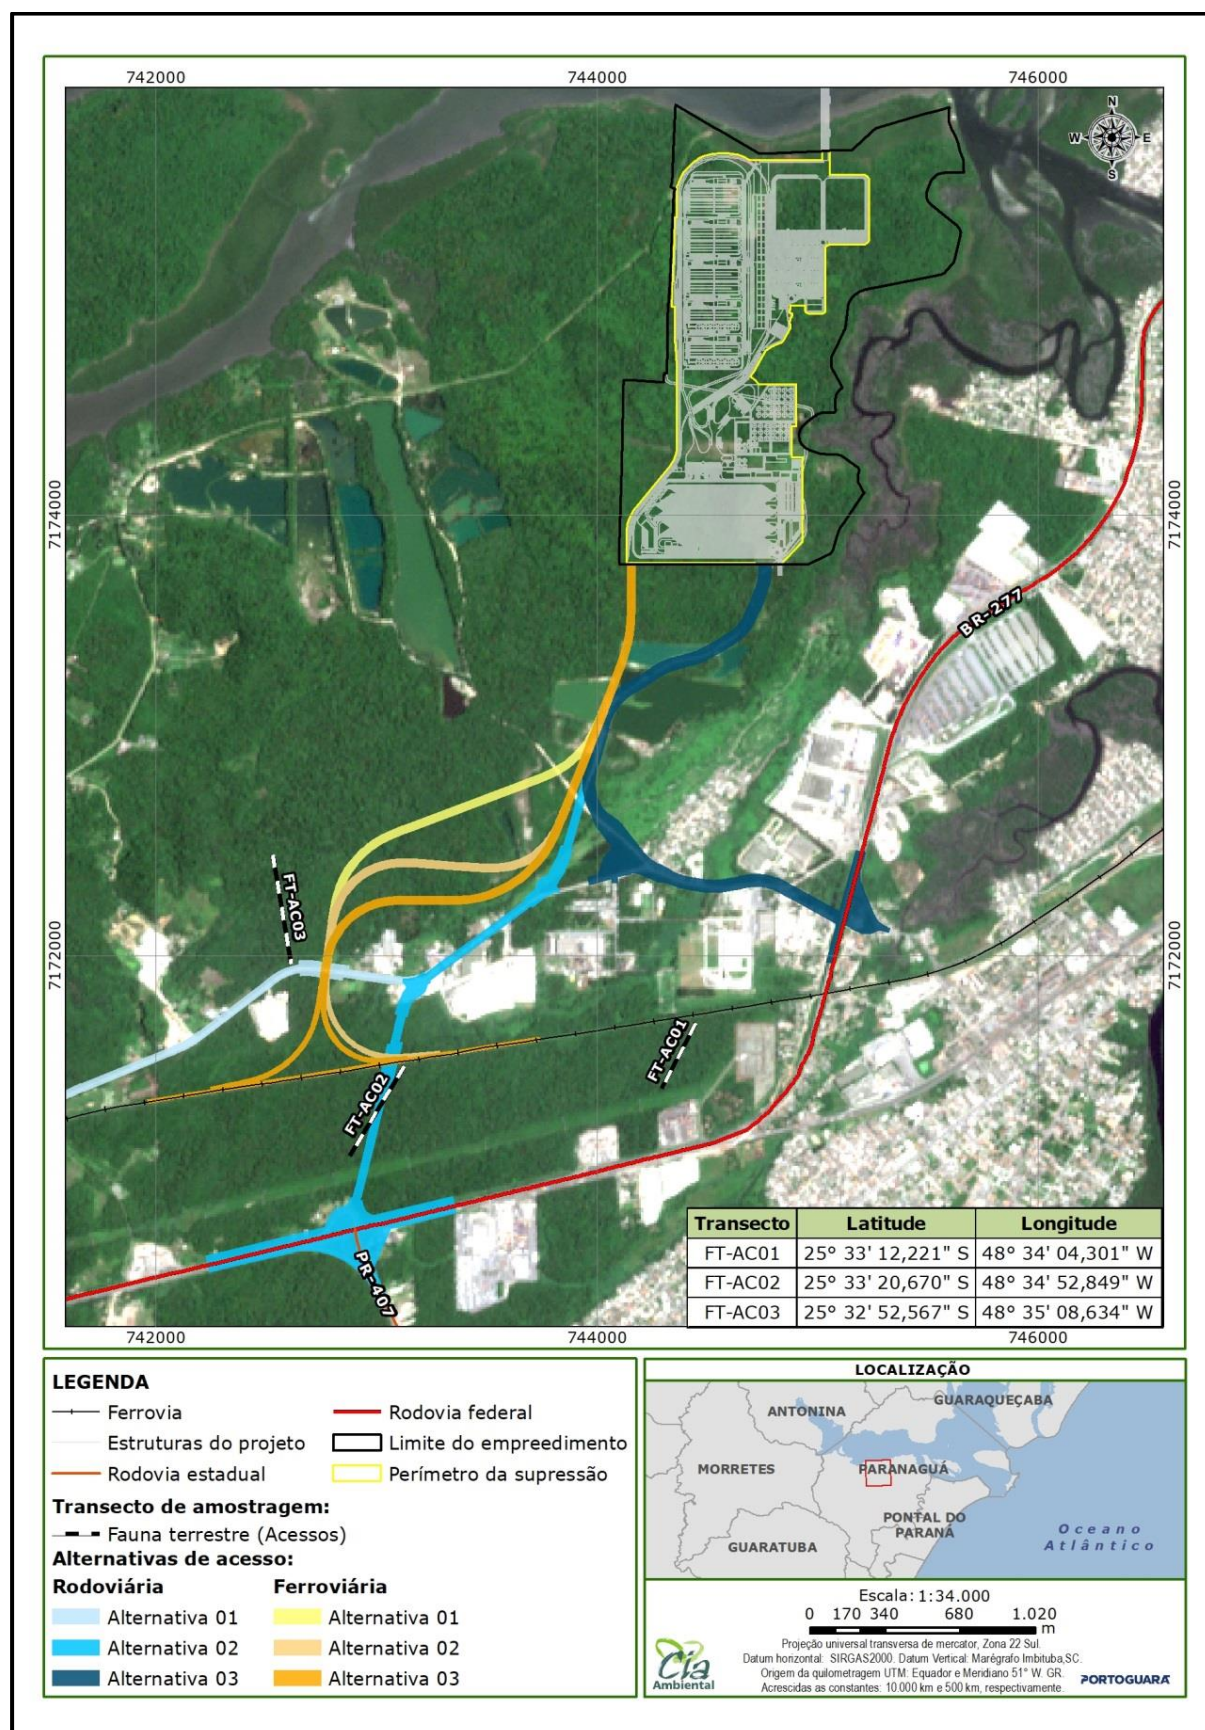 742000 744000 746000
N
W E
S
7174000 7174000
BR-277
FT-AC03
7172000 7172000
FT-AC01
FT-AC02
PR-407
Transecto Latitude Longitude
FT-AC01 25° 33' 12,221" S 48° 34' 04,301" W
FT-AC02 25° 33' 20,670" S 48° 34' 52,849" W
FT-AC03 25° 32' 52,567" S 48° 35' 08,634" W
742000 744000 746000
LEGENDA
Ferrovia Rodovia federal
Estruturas do projeto Limite do empreedimento
Rodovia estadual Perímetro da supressão
Transecto de amostragem:
Fauna terrestre (Acessos)
Alternativas de acesso:
Rodoviária Ferroviária
Alternativa 01 Alternativa 01
Alternativa 02 Alternativa 02
Alternativa 03 Alternativa 03
LOCALIZAÇÃO
GUARAQUEÇABA
ANTONINA
MORRETES PARANAGUÁ
PONTAL DO
PARANÁ
GUARATUBA
Oceano
Atlântico
Escala: 1:34.000
0 170 340 680 1.020
m
Projeção universal transversa de mercator, Zona 22 Sul.
Datum horizontal: SIRGAS2000. Datum Vertical: Marégrafo Imbituba,SC.
Origem da quilometragem UTM: Equador e Meridiano 51° W. GR.
Acrescidas as constantes: 10.000 km e 500 km, respectivamente.
Cia
Ambiental
PORTOGUARÁ